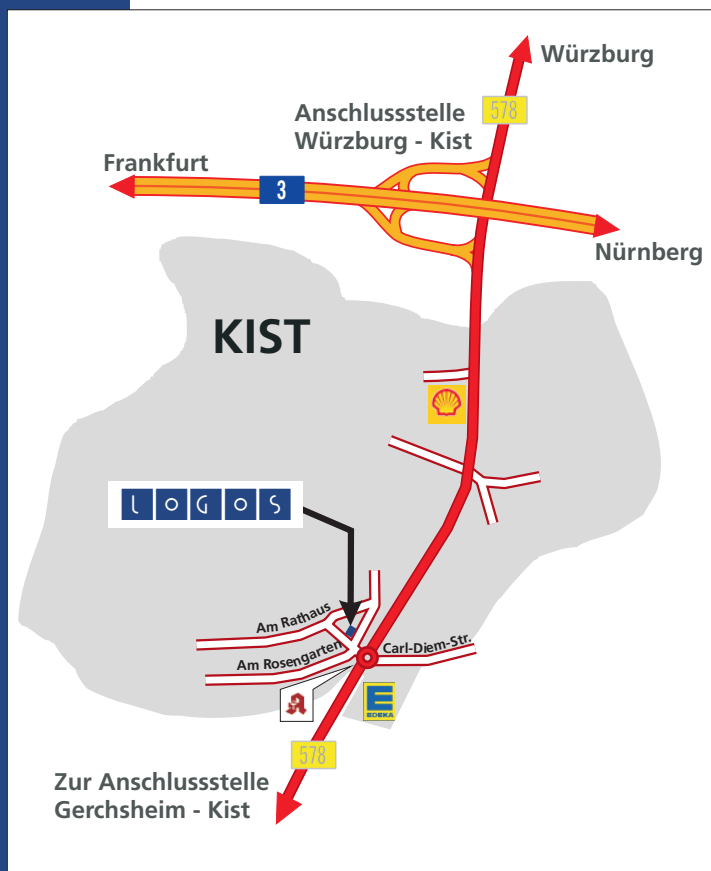 Würzburg
578
Anschlussstelle
Würzburg - Kist
Frankfurt
3
Nürnberg
KIST
LOGOS
Am Rathaus
Am Rosengarten
Carl-Diem-Str.
A
E
EDEKA
578
Zur Anschlussstelle
Gerchsheim - Kist